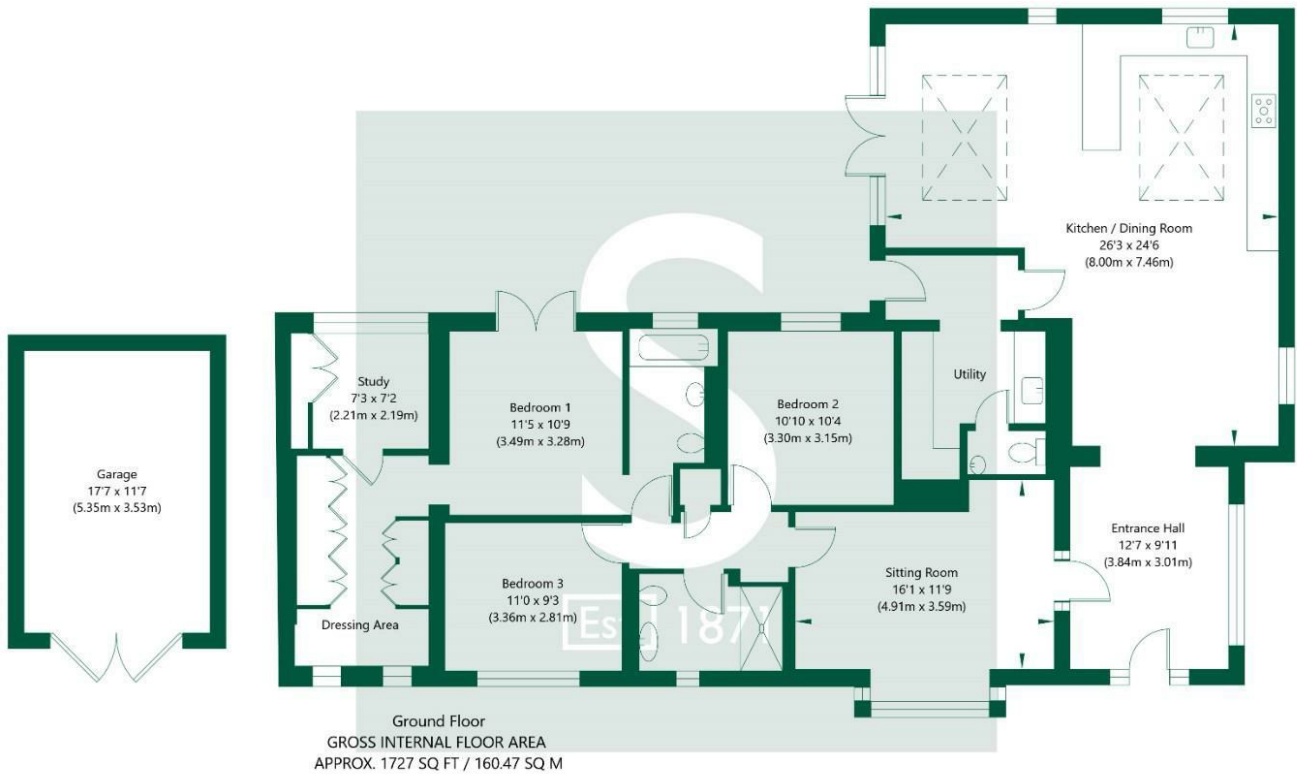 Kitchen / Dining Room
26'3 x 24'6
(8.00m x 7.46m)
Study
7'3 x 7'2
(2.21m x 2.19m)
Bedroom 1
11'5 x 10'9
(3.49m x 3.28m)
Bedroom 2
10'10 x 10'4
(3.30m x 3.15m)
Utility
Garage
17'7 x 11'7
(5.35m x 3.53m)
Entrance Hall
12'7 x 9'11
(3.84m x 3.01m)
Bedroom 3
11'0 x 9'3
(3.36m x 2.81m)
Sitting Room
16'1 x 11'9
(4.91m x 3.59m)
Dressing Area
S
Est 1871
Ground Floor
GROSS INTERNAL FLOOR AREA
APPROX. 1727 SQ FT / 160.47 SQ M